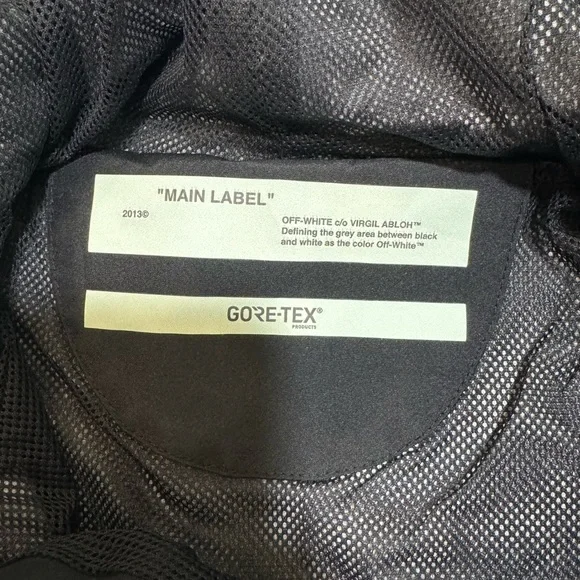 "MAIN LABEL"
2013©
OFF-WHITE c/o VIRGIL ABLOH™
Defining the grey area between black
and white as the color Off-White™
GORE-TEX®
PRODUCTS